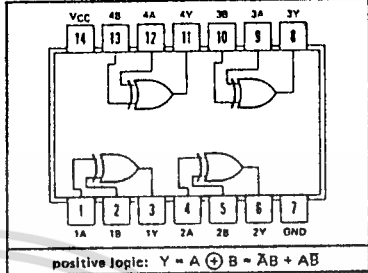 VCC 4B 4A 4Y 3B 3A 3Y
14 13 12 11 10 9 8
1 2 3 4 5 6 7
1A 1B 1Y 2A 2B 2Y GND
positive logic: Y = A ⊕ B = A̅B + AB̅